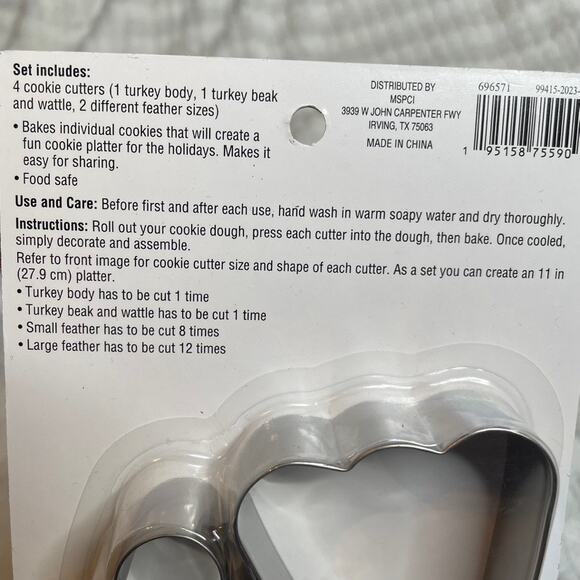 Set includes:
4 cookie cutters (1 turkey body, 1 turkey beak
and wattle, 2 different feather sizes)
• Bakes individual cookies that will create a
fun cookie platter for the holidays. Makes it
easy for sharing.
• Food safe
DISTRIBUTED BY
MSPCI
3939 W JOHN CARPENTER FWY
IRVING, TX 75063
MADE IN CHINA
696571 99415-2023-
1 95158 75590
Use and Care: Before first and after each use, hand wash in warm soapy water and dry thoroughly.
Instructions: Roll out your cookie dough, press each cutter into the dough, then bake. Once cooled,
simply decorate and assemble.
Refer to front image for cookie cutter size and shape of each cutter. As a set you can create an 11 in
(27.9 cm) platter.
• Turkey body has to be cut 1 time
• Turkey beak and wattle has to be cut 1 time
• Small feather has to be cut 8 times
• Large feather has to be cut 12 times